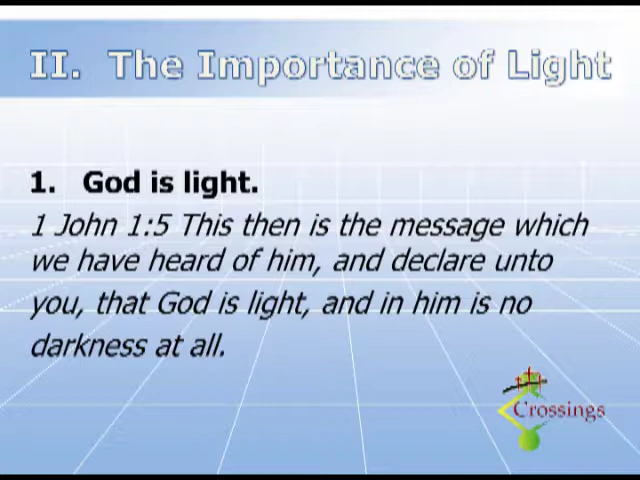 II. The Importance of Light
1. God is light.
1 John 1:5 This then is the message which
we have heard of him, and declare unto
you, that God is light, and in him is no
darkness at all.
Crossings